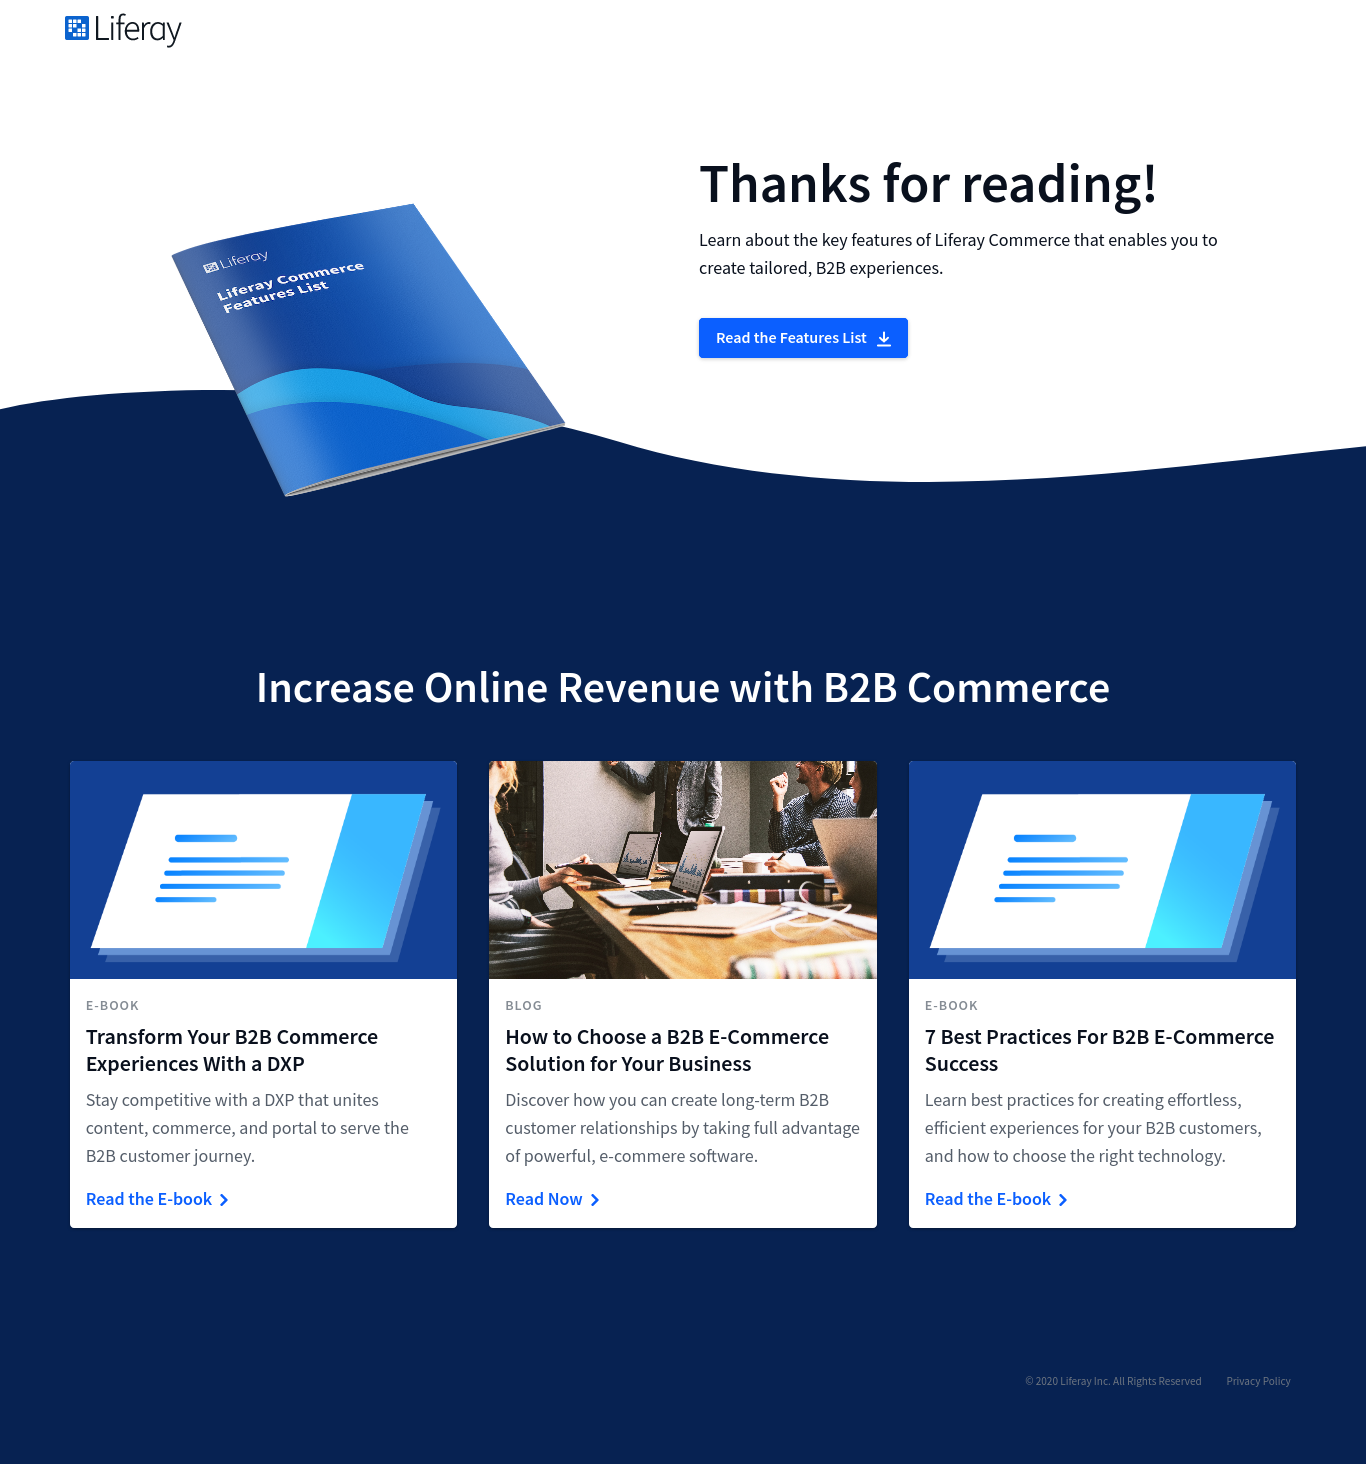 Liferay
Thanks for reading!
Learn about the key features of Liferay Commerce that enables you to
create tailored, B2B experiences.
Read the Features List
Liferay
Liferay Commerce
Features List
Increase Online Revenue with B2B Commerce
E-BOOK
Transform Your B2B Commerce
Experiences With a DXP
Stay competitive with a DXP that unites
content, commerce, and portal to serve the
B2B customer journey.
Read the E-book
BLOG
How to Choose a B2B E-Commerce
Solution for Your Business
Discover how you can create long-term B2B
customer relationships by taking full advantage
of powerful, e-commere software.
Read Now
E-BOOK
7 Best Practices For B2B E-Commerce
Success
Learn best practices for creating effortless,
efficient experiences for your B2B customers,
and how to choose the right technology.
Read the E-book
© 2020 Liferay Inc. All Rights Reserved
Privacy Policy